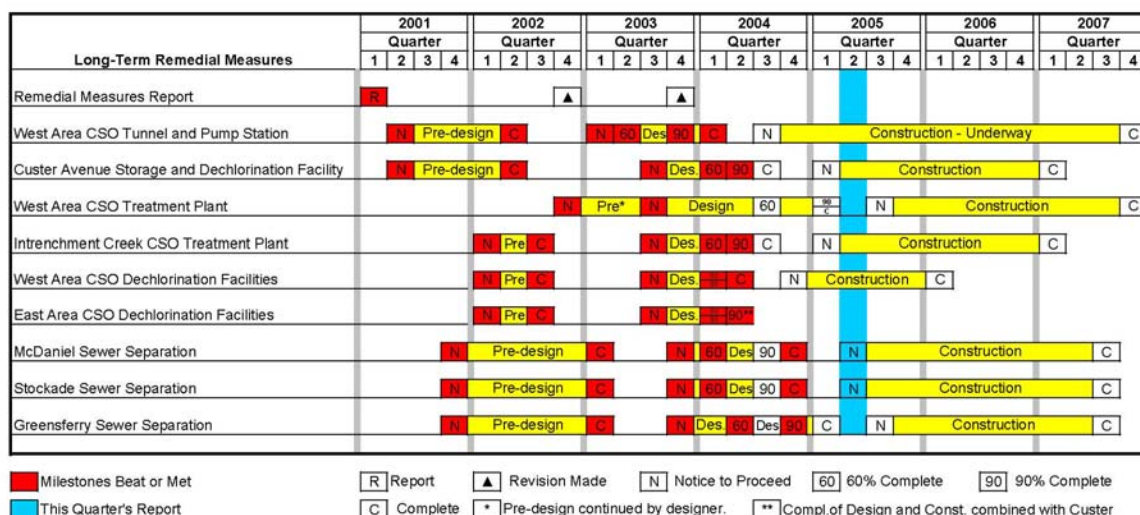 2001 2002 2003 2004 2005 2006 2007
Quarter Quarter Quarter Quarter Quarter Quarter Quarter
Long-Term Remedial Measures 1 2 3 4 1 2 3 4 1 2 3 4 1 2 3 4 1 2 3 4 1 2 3 4 1 2 3 4
Remedial Measures Report R ▲ ▲
West Area CSO Tunnel and Pump Station N Pre-design C N 60 Des 90 C N Construction - Underway C
Custer Avenue Storage and Dechlorination Facility N Pre-design C N Des. 60 90 C N Construction C
West Area CSO Treatment Plant N Pre* N Design 60 90 C N Construction C
Intrenchment Creek CSO Treatment Plant N Pre C N Des. 60 90 C N Construction C
West Area CSO Dechlorination Facilities N Pre C N Des. C N Construction C
East Area CSO Dechlorination Facilities N Pre C N Des. 90**
McDaniel Sewer Separation N Pre-design C N 60 Des 90 C N Construction C
Stockade Sewer Separation N Pre-design C N 60 Des 90 C N Construction C
Greensferry Sewer Separation N Pre-design C N Des. 60 Des 90 C N Construction C
Milestones Beat or Met R Report ▲ Revision Made N Notice to Proceed 60 60% Complete 90 90% Complete
This Quarter's Report C Complete * Pre-design continued by designer. ** Compl.of Design and Const. combined with Custer